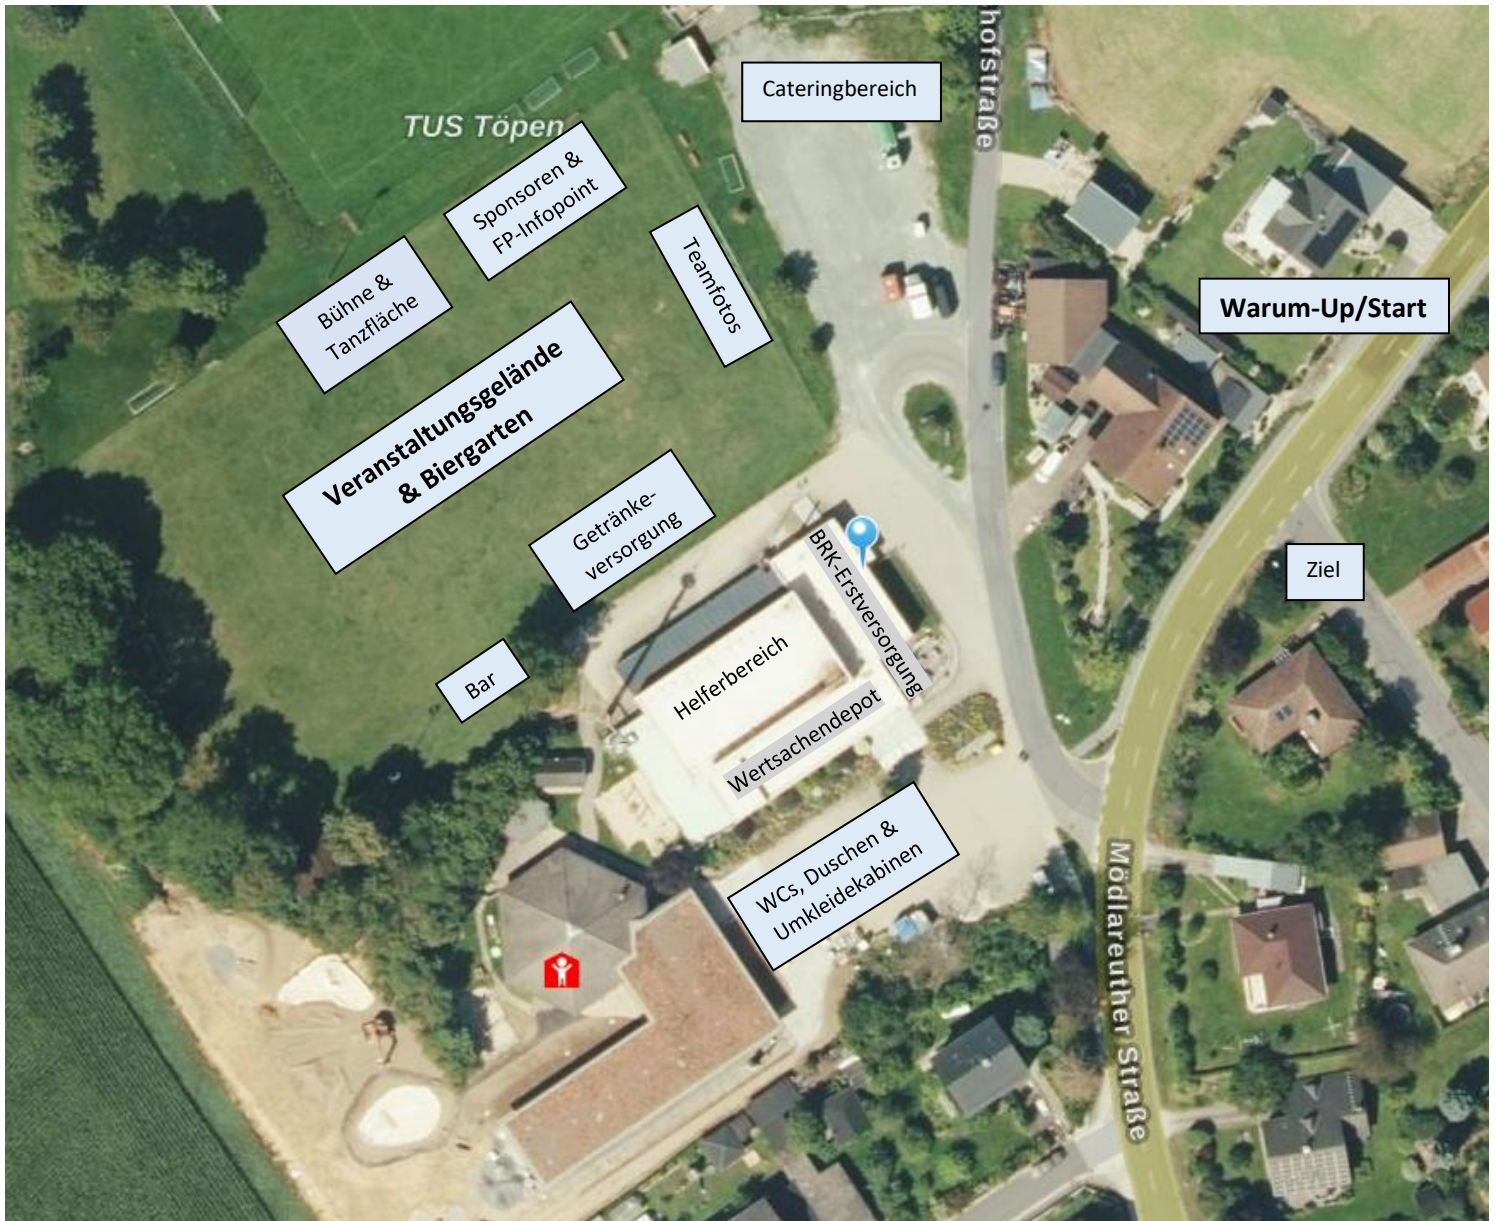 hofstraße
Cateringbereich
TUS Töpen
Sponsoren &
FP-Infopoint
Teamfotos
Bühne &
Tanzfläche
Warum-Up/Start
Veranstaltungsgelände
& Biergarten
Getränke-
versorgung
BRK-Erstversorgung
Ziel
Helferbereich
Bar
Wertsachendepot
WCs, Duschen &
Umkleidekabinen
Mödlareuther Straße